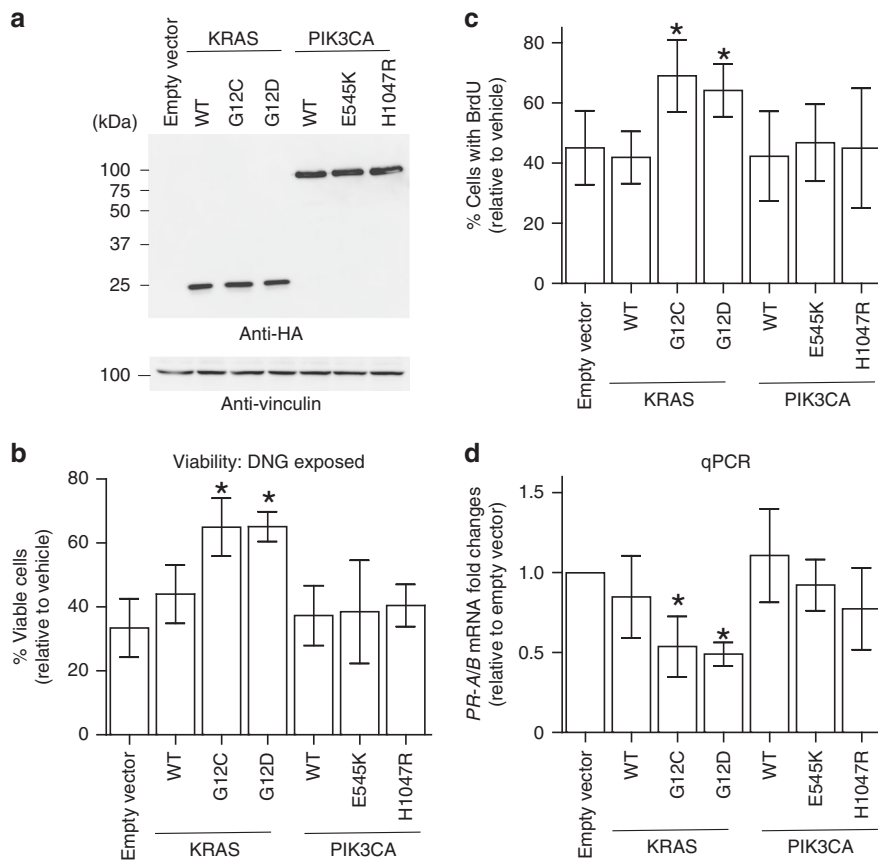 a
KRAS
PIK3CA
Empty vector
WT
G12C
G12D
WT
E545K
H1047R
(kDa)
100
75
50
37
25
Anti-HA
100
Anti-vinculin
b
Viability: DNG exposed
% Viable cells
(relative to vehicle)
80
60
40
20
0
*
*
Empty vector
WT
G12C
G12D
WT
E545K
H1047R
KRAS
PIK3CA
c
% Cells with BrdU
(relative to vehicle)
80
60
40
20
0
*
*
Empty vector
WT
G12C
G12D
WT
E545K
H1047R
KRAS
PIK3CA
d
qPCR
PR-A/B mRNA fold changes
(relative to empty vector)
1.5
1.0
0.5
0
*
*
Empty vector
WT
G12C
G12D
WT
E545K
H1047R
KRAS
PIK3CA